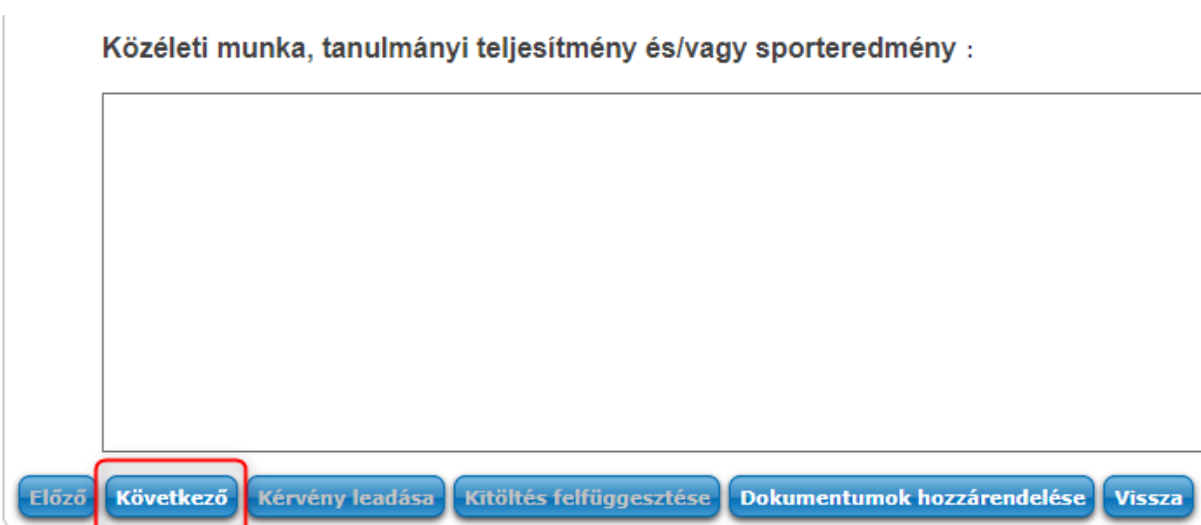 Közéleti munka, tanulmányi teljesítmény és/vagy sporteredmény :
Előző Következő Kérvény leadása Kitöltés felfüggesztése Dokumentumok hozzárendelése Vissza